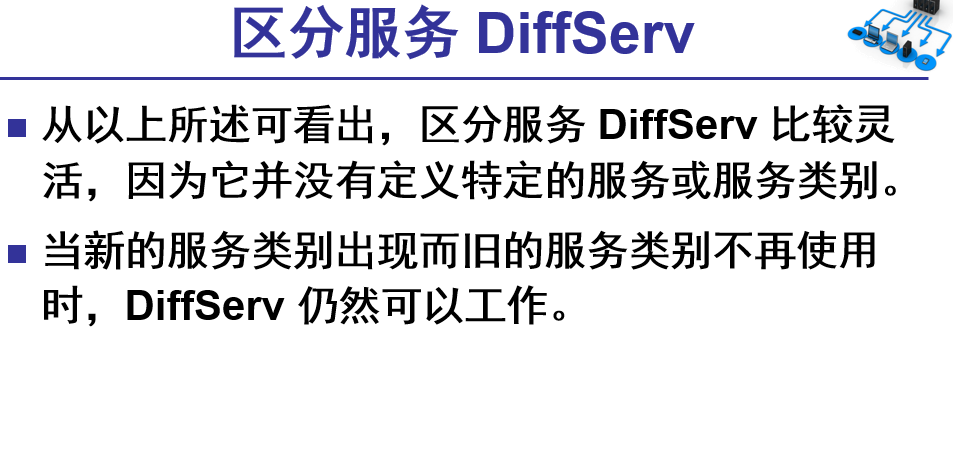 区分服务 DiffServ
从以上所述可看出，区分服务 DiffServ 比较灵
活，因为它并没有定义特定的服务或服务类别。
当新的服务类别出现而旧的服务类别不再使用
时，DiffServ 仍然可以工作。